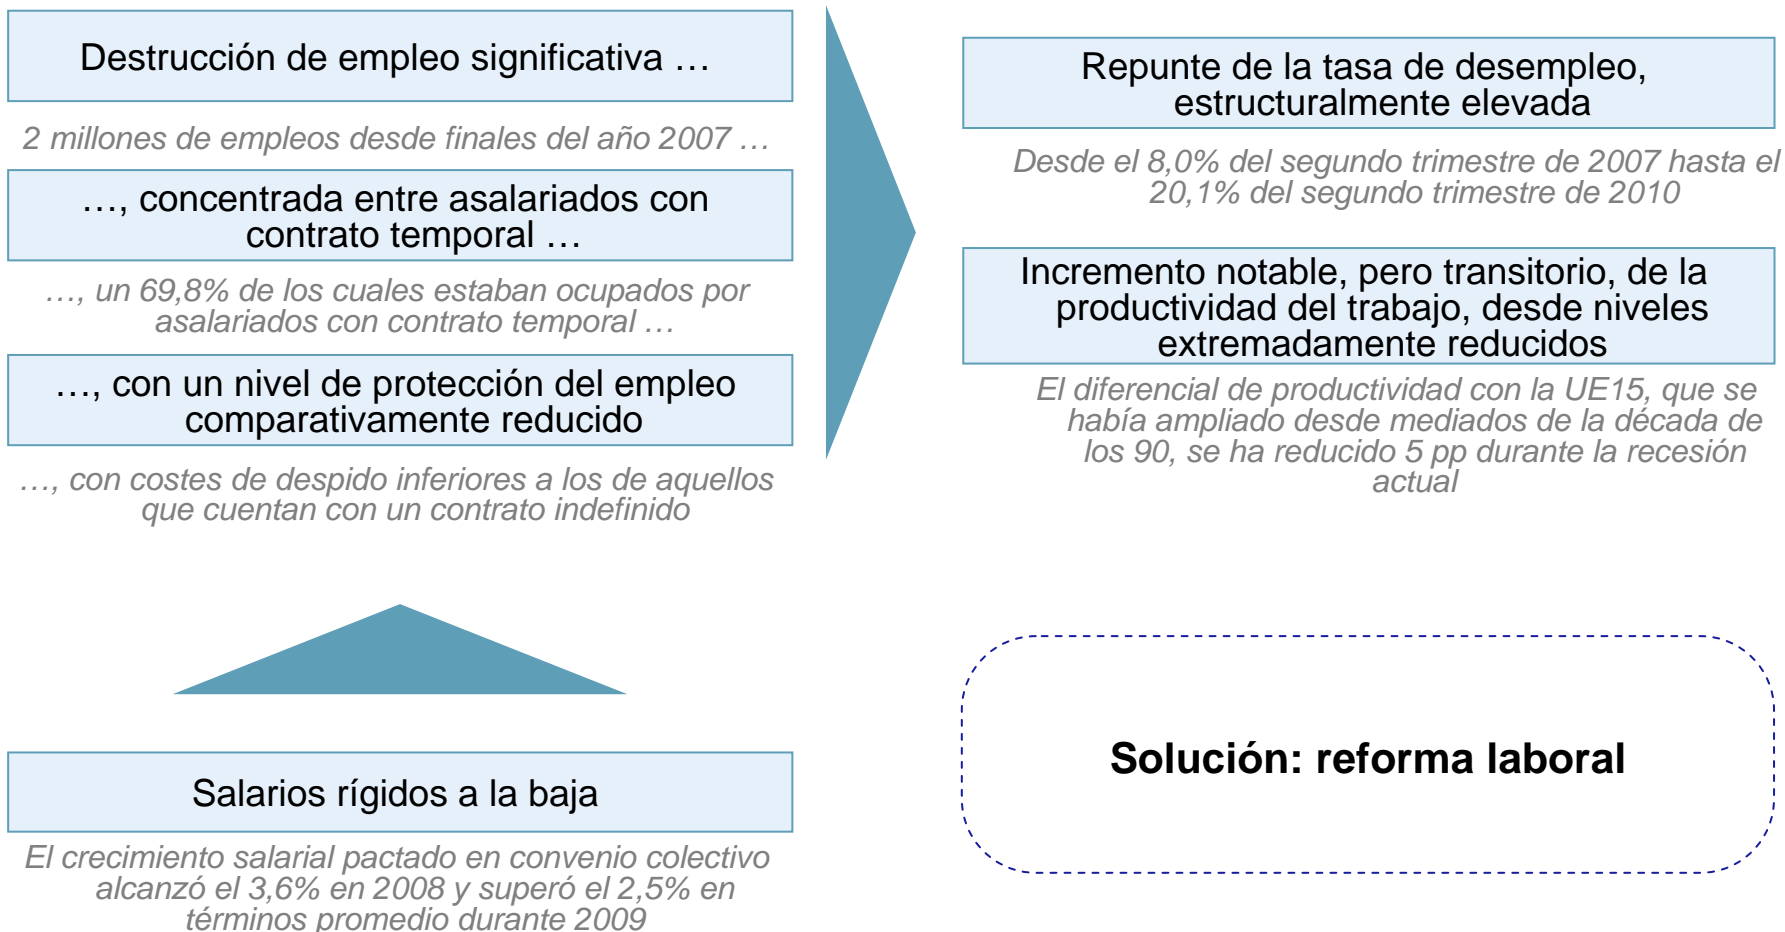 Destrucción de empleo significativa …
2 millones de empleos desde finales del año 2007 …
…, concentrada entre asalariados con
contrato temporal …
…, un 69,8% de los cuales estaban ocupados por
asalariados con contrato temporal …
…, con un nivel de protección del empleo
comparativamente reducido
…, con costes de despido inferiores a los de aquellos
que cuentan con un contrato indefinido
Salarios rígidos a la baja
El crecimiento salarial pactado en convenio colectivo
alcanzó el 3,6% en 2008 y superó el 2,5% en
términos promedio durante 2009
Repunte de la tasa de desempleo,
estructuralmente elevada
Desde el 8,0% del segundo trimestre de 2007 hasta el
20,1% del segundo trimestre de 2010
Incremento notable, pero transitorio, de la
productividad del trabajo, desde niveles
extremadamente reducidos
El diferencial de productividad con la UE15, que se
había ampliado desde mediados de la década de
los 90, se ha reducido 5 pp durante la recesión
actual
Solución: reforma laboral